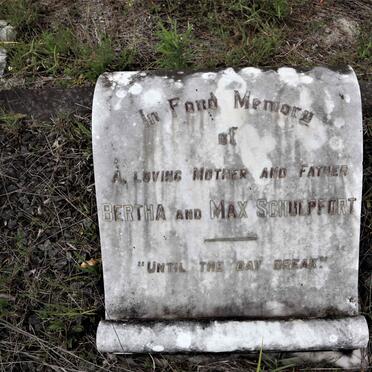 In Fond Memory
of
A LOVING MOTHER AND FATHER
BERTHA AND MAX SCHULPFORT
"UNTIL THE DAY BREAK."